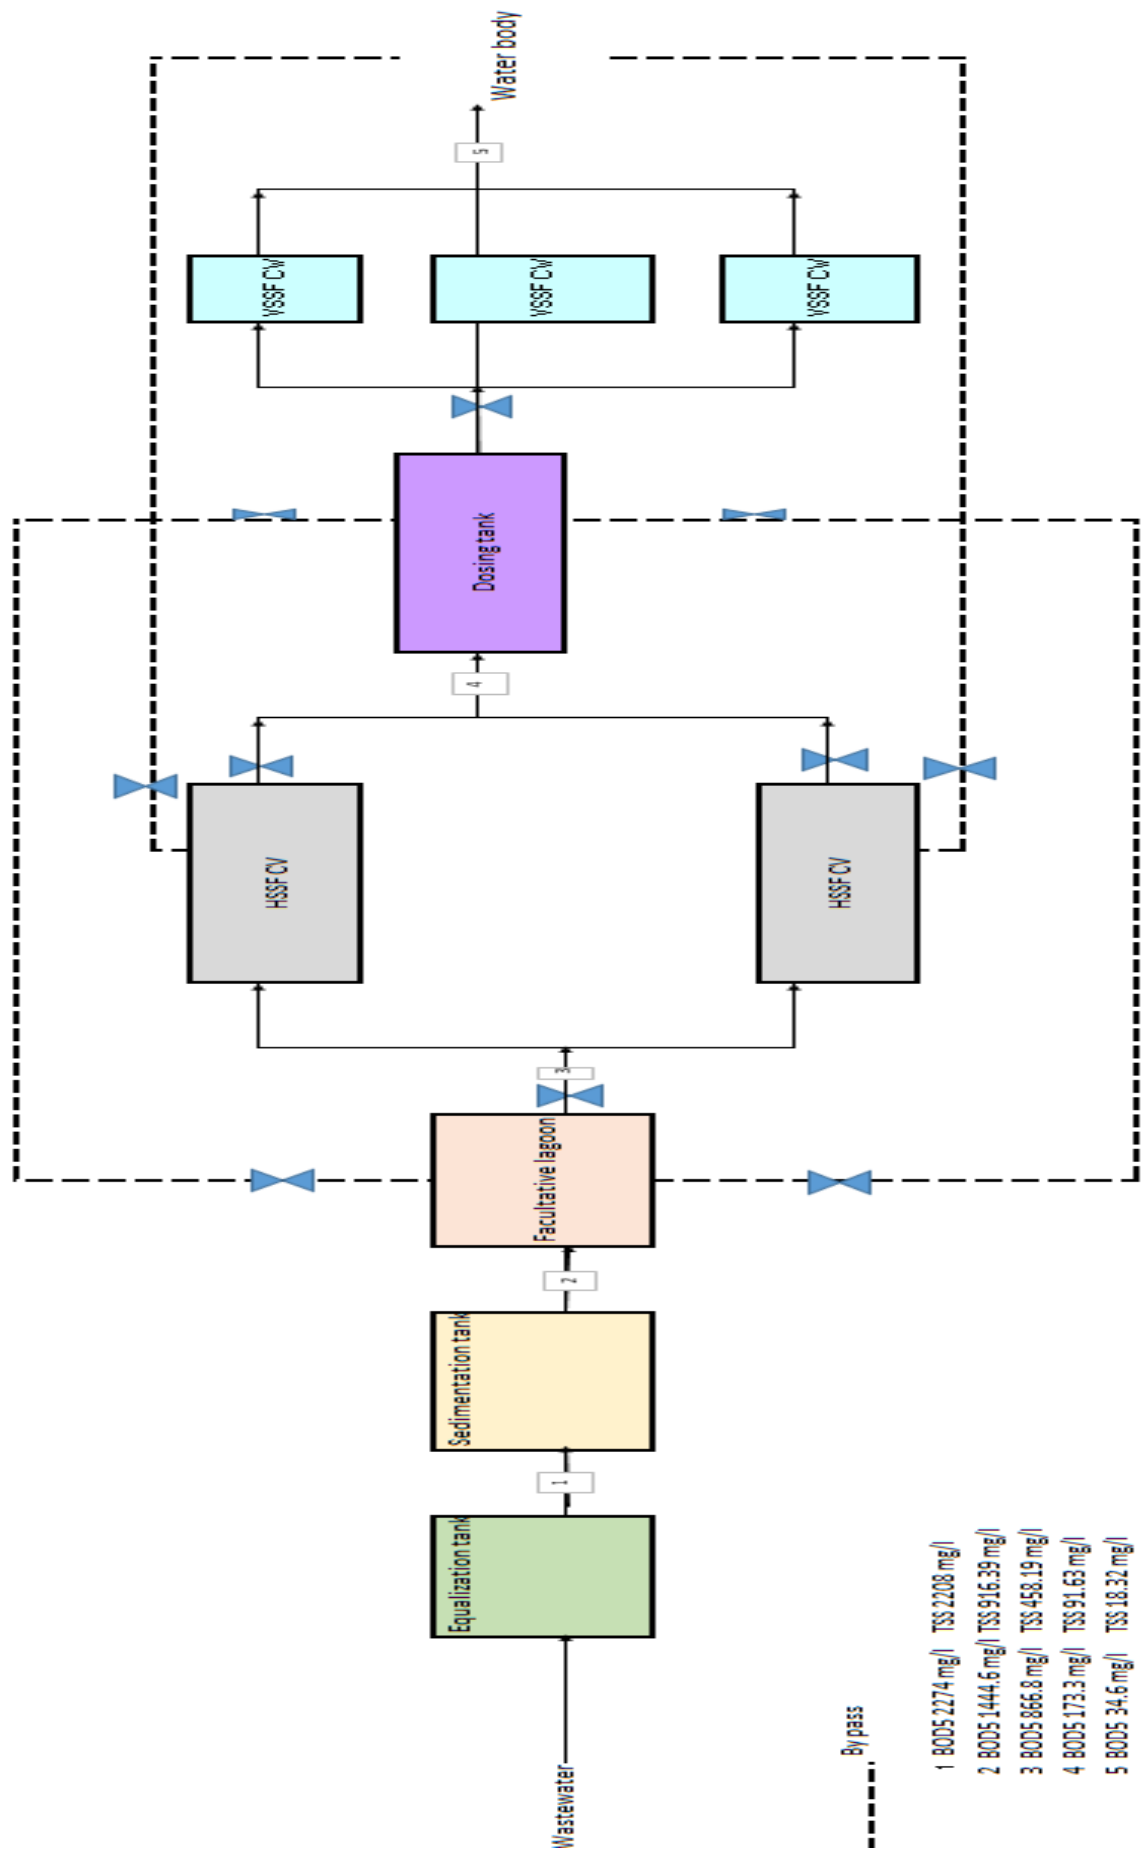 Wastewater
Equalization tank
1
Sedimentation tank
2
Facultative lagoon
3
HSSF CV
HSSF CV
4
Dosing tank
VSSF CW
VSSF CW
VSSF CW
5
Water body
By pass
1 BOD5 2274 mg/l TSS 2208 mg/l
2 BOD5 1444.6 mg/l TSS 916.39 mg/l
3 BOD5 866.8 mg/l TSS 458.19 mg/l
4 BOD5 173.3 mg/l TSS 91.63 mg/l
5 BOD5 34.6 mg/l TSS 18.32 mg/l